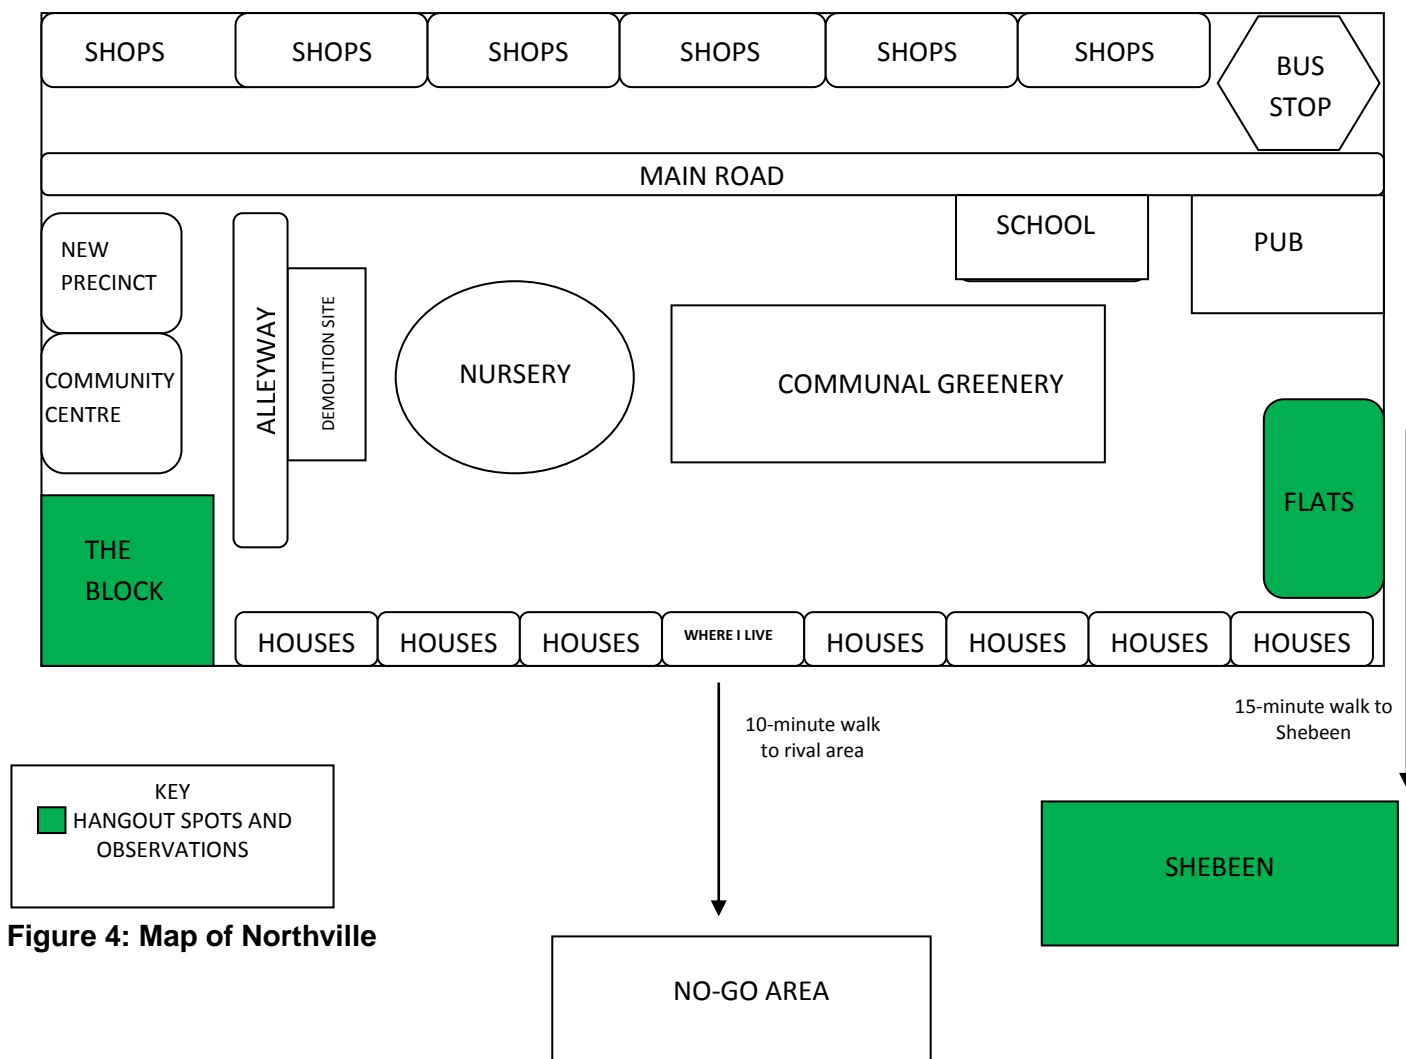 SHOPS SHOPS SHOPS SHOPS SHOPS SHOPS
BUS
STOP
MAIN ROAD
SCHOOL
PUB
NEW
PRECINCT
COMMUNITY
CENTRE
ALLEYWAY
DEMOLITION SITE
NURSERY
COMMUNAL GREENERY
FLATS
THE
BLOCK
HOUSES HOUSES HOUSES WHERE I LIVE HOUSES HOUSES HOUSES HOUSES
10-minute walk
to rival area
15-minute walk to
Shebeen
KEY
HANGOUT SPOTS AND
OBSERVATIONS
SHEBEEN
Figure 4: Map of Northville
NO-GO AREA